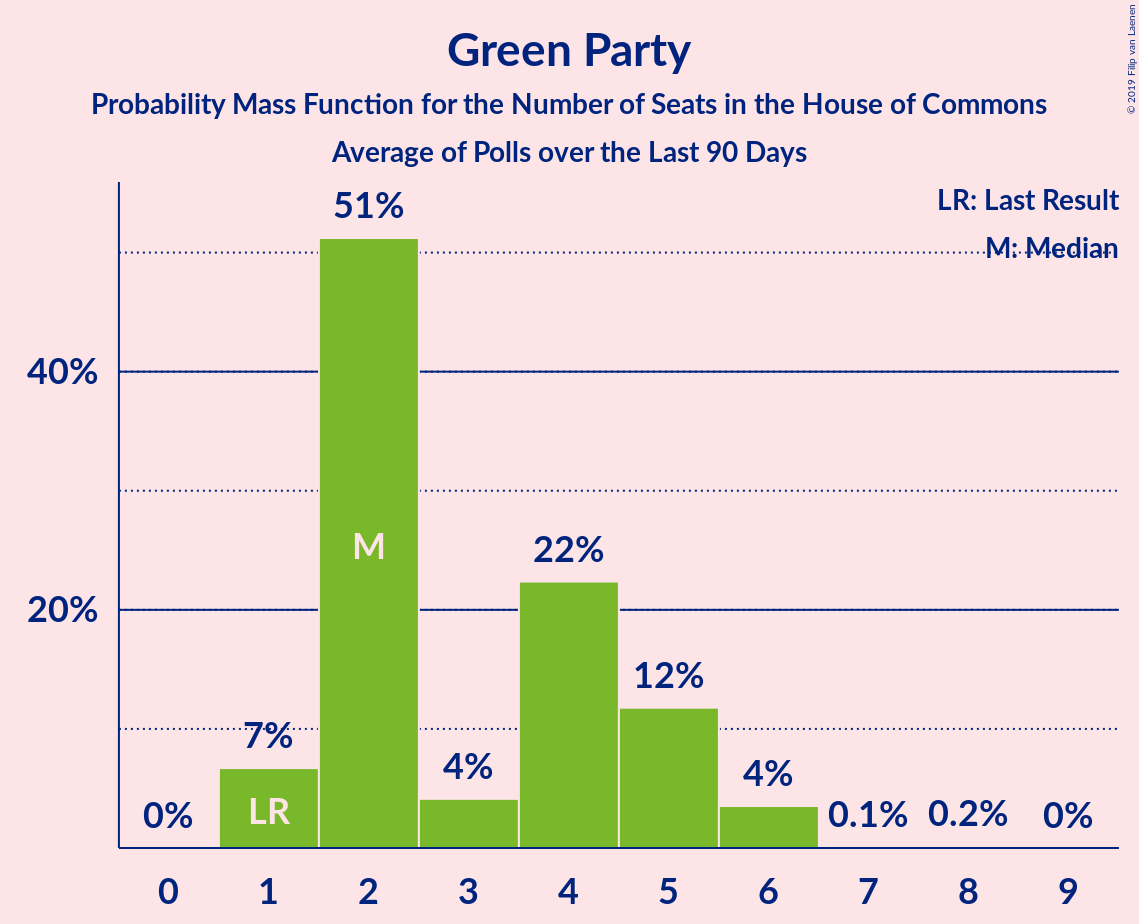 Green Party
Probability Mass Function for the Number of Seats in the House of Commons
Average of Polls over the Last 90 Days
© 2019 Filip van Laenen
LR: Last Result
M: Median
40%
20%
0%
7%
51%
4%
22%
12%
4%
0.1%
0.2%
0%
LR
M
0 1 2 3 4 5 6 7 8 9